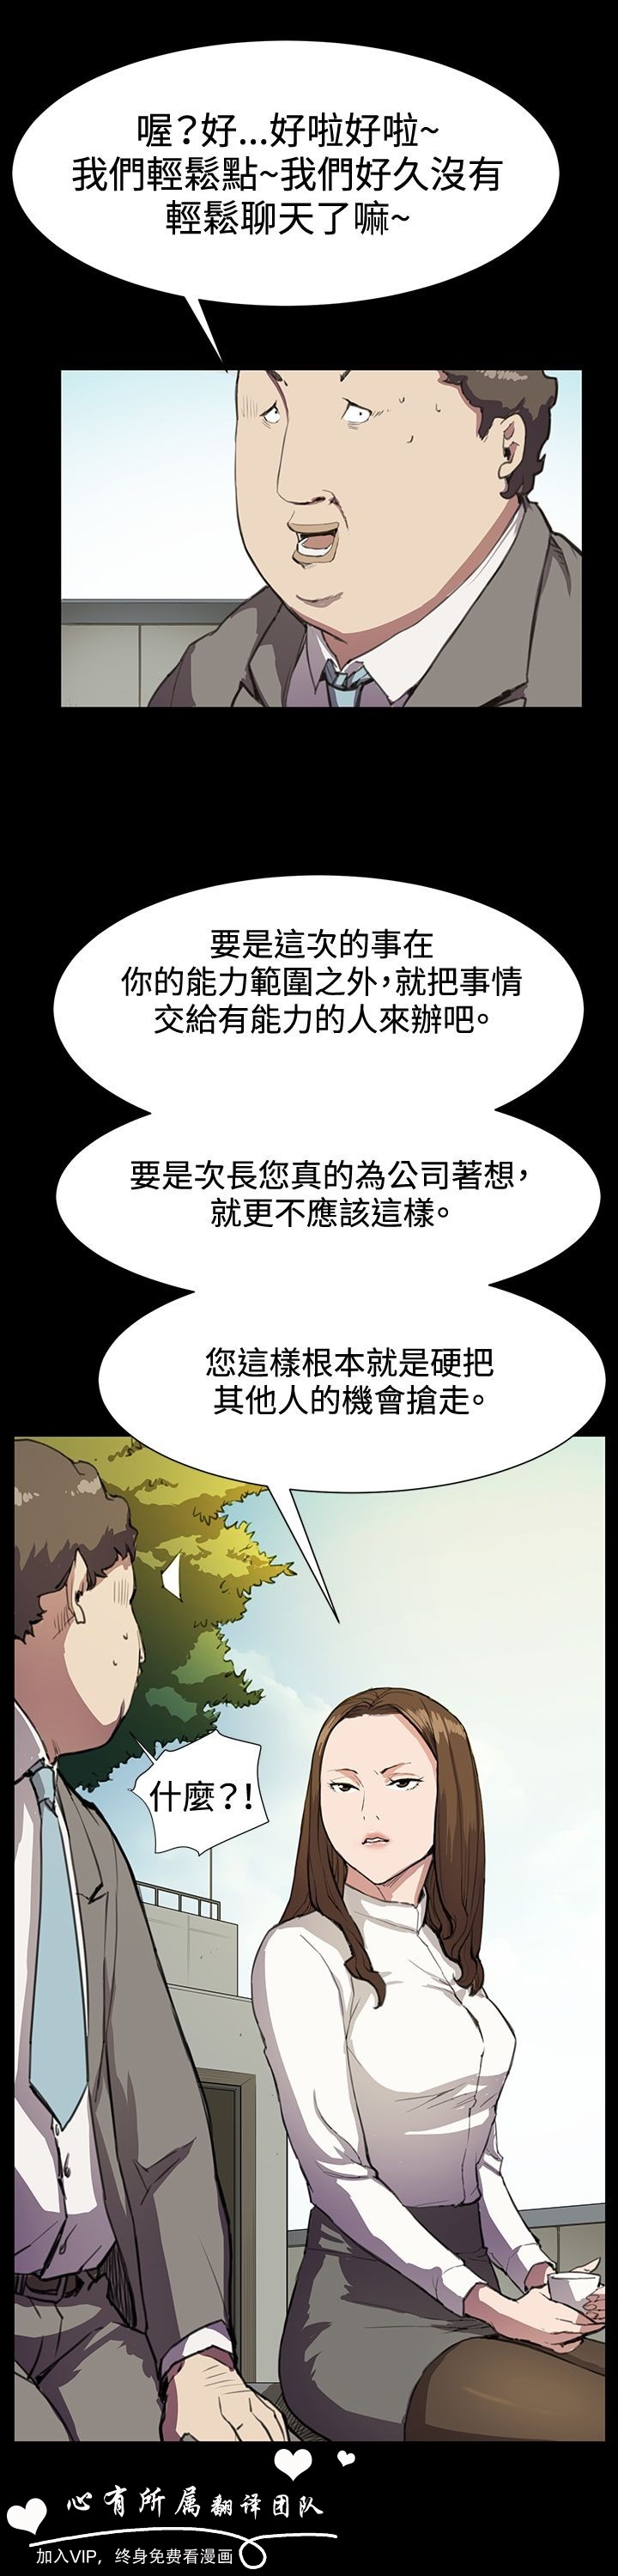 喔?好...好啦好啦~
我們輕鬆點~我們好久沒有
輕鬆聊天了嘛~
要是這次的事在
你的能力範圍之外,就把事情
交給有能力的人來辦吧。
要是次長您真的為公司著想,
就更不應該這樣。
您這樣根本就是硬把
其他人的機會搶走。
什麼?!
心有所属翻译团队
加入VIP，终身免费看漫画